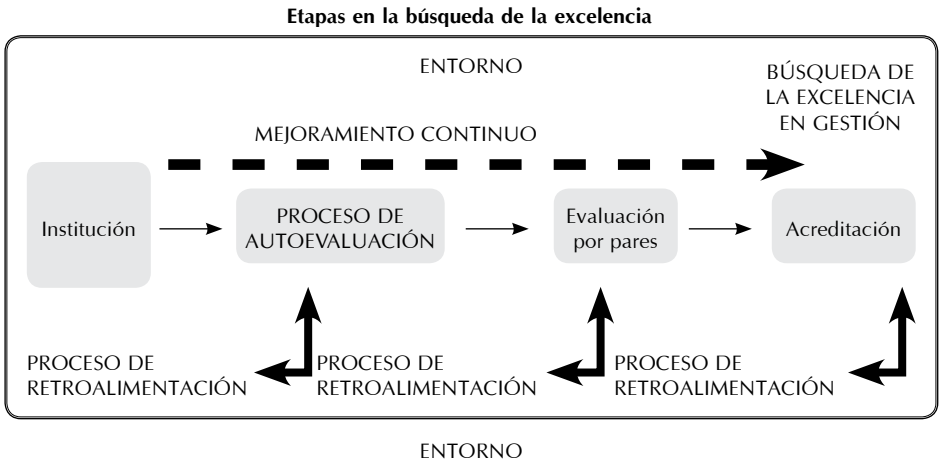 Etapas en la búsqueda de la excelencia
ENTORNO
BÚSQUEDA DE
LA EXCELENCIA
EN GESTIÓN
MEJORAMIENTO CONTINUO
Institución
PROCESO DE
AUTOEVALUACIÓN
Evaluación
por pares
Acreditación
PROCESO DE
RETROALIMENTACIÓN
PROCESO DE
RETROALIMENTACIÓN
PROCESO DE
RETROALIMENTACIÓN
ENTORNO